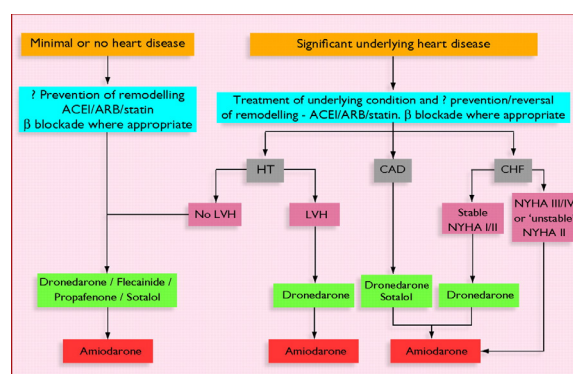 Minimal or no heart disease
Significant underlying heart disease
? Prevention of remodelling
ACEI/ARB/statin
β blockade where appropriate
Treatment of underlying condition and ? prevention/reversal
of remodelling - ACEI/ARB/statin. β blockade where appropriate
HT
CAD
CHF
No LVH
LVH
Stable
NYHA I/II
NYHA III/IV
or 'unstable'
NYHA II
Dronedarone / Flecainide /
Propafenone / Sotalol
Dronedarone
Dronedarone
Sotalol
Dronedarone
Amiodarone
Amiodarone
Amiodarone